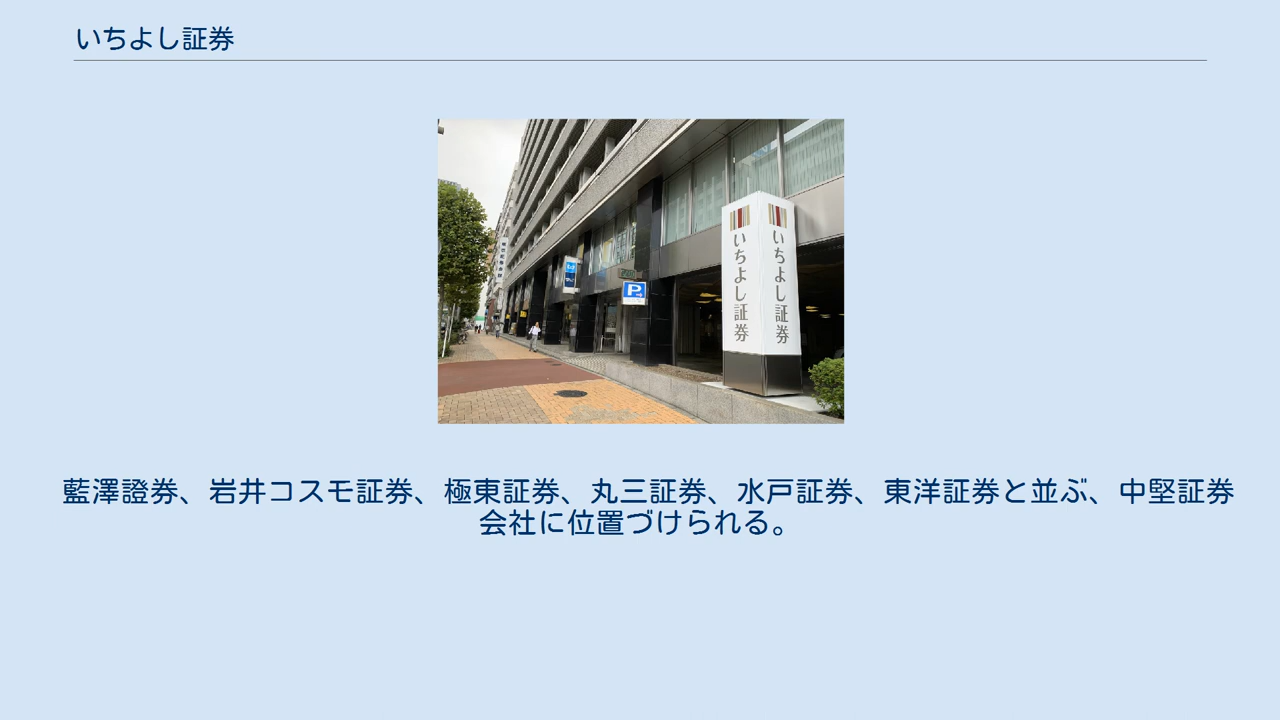 いちよし証券
いちよし証券
いちよし証券
P
藍澤證券、岩井コスモ証券、極東証券、丸三証券、水戸証券、東洋証券と並ぶ、中堅証券
会社に位置づけられる。